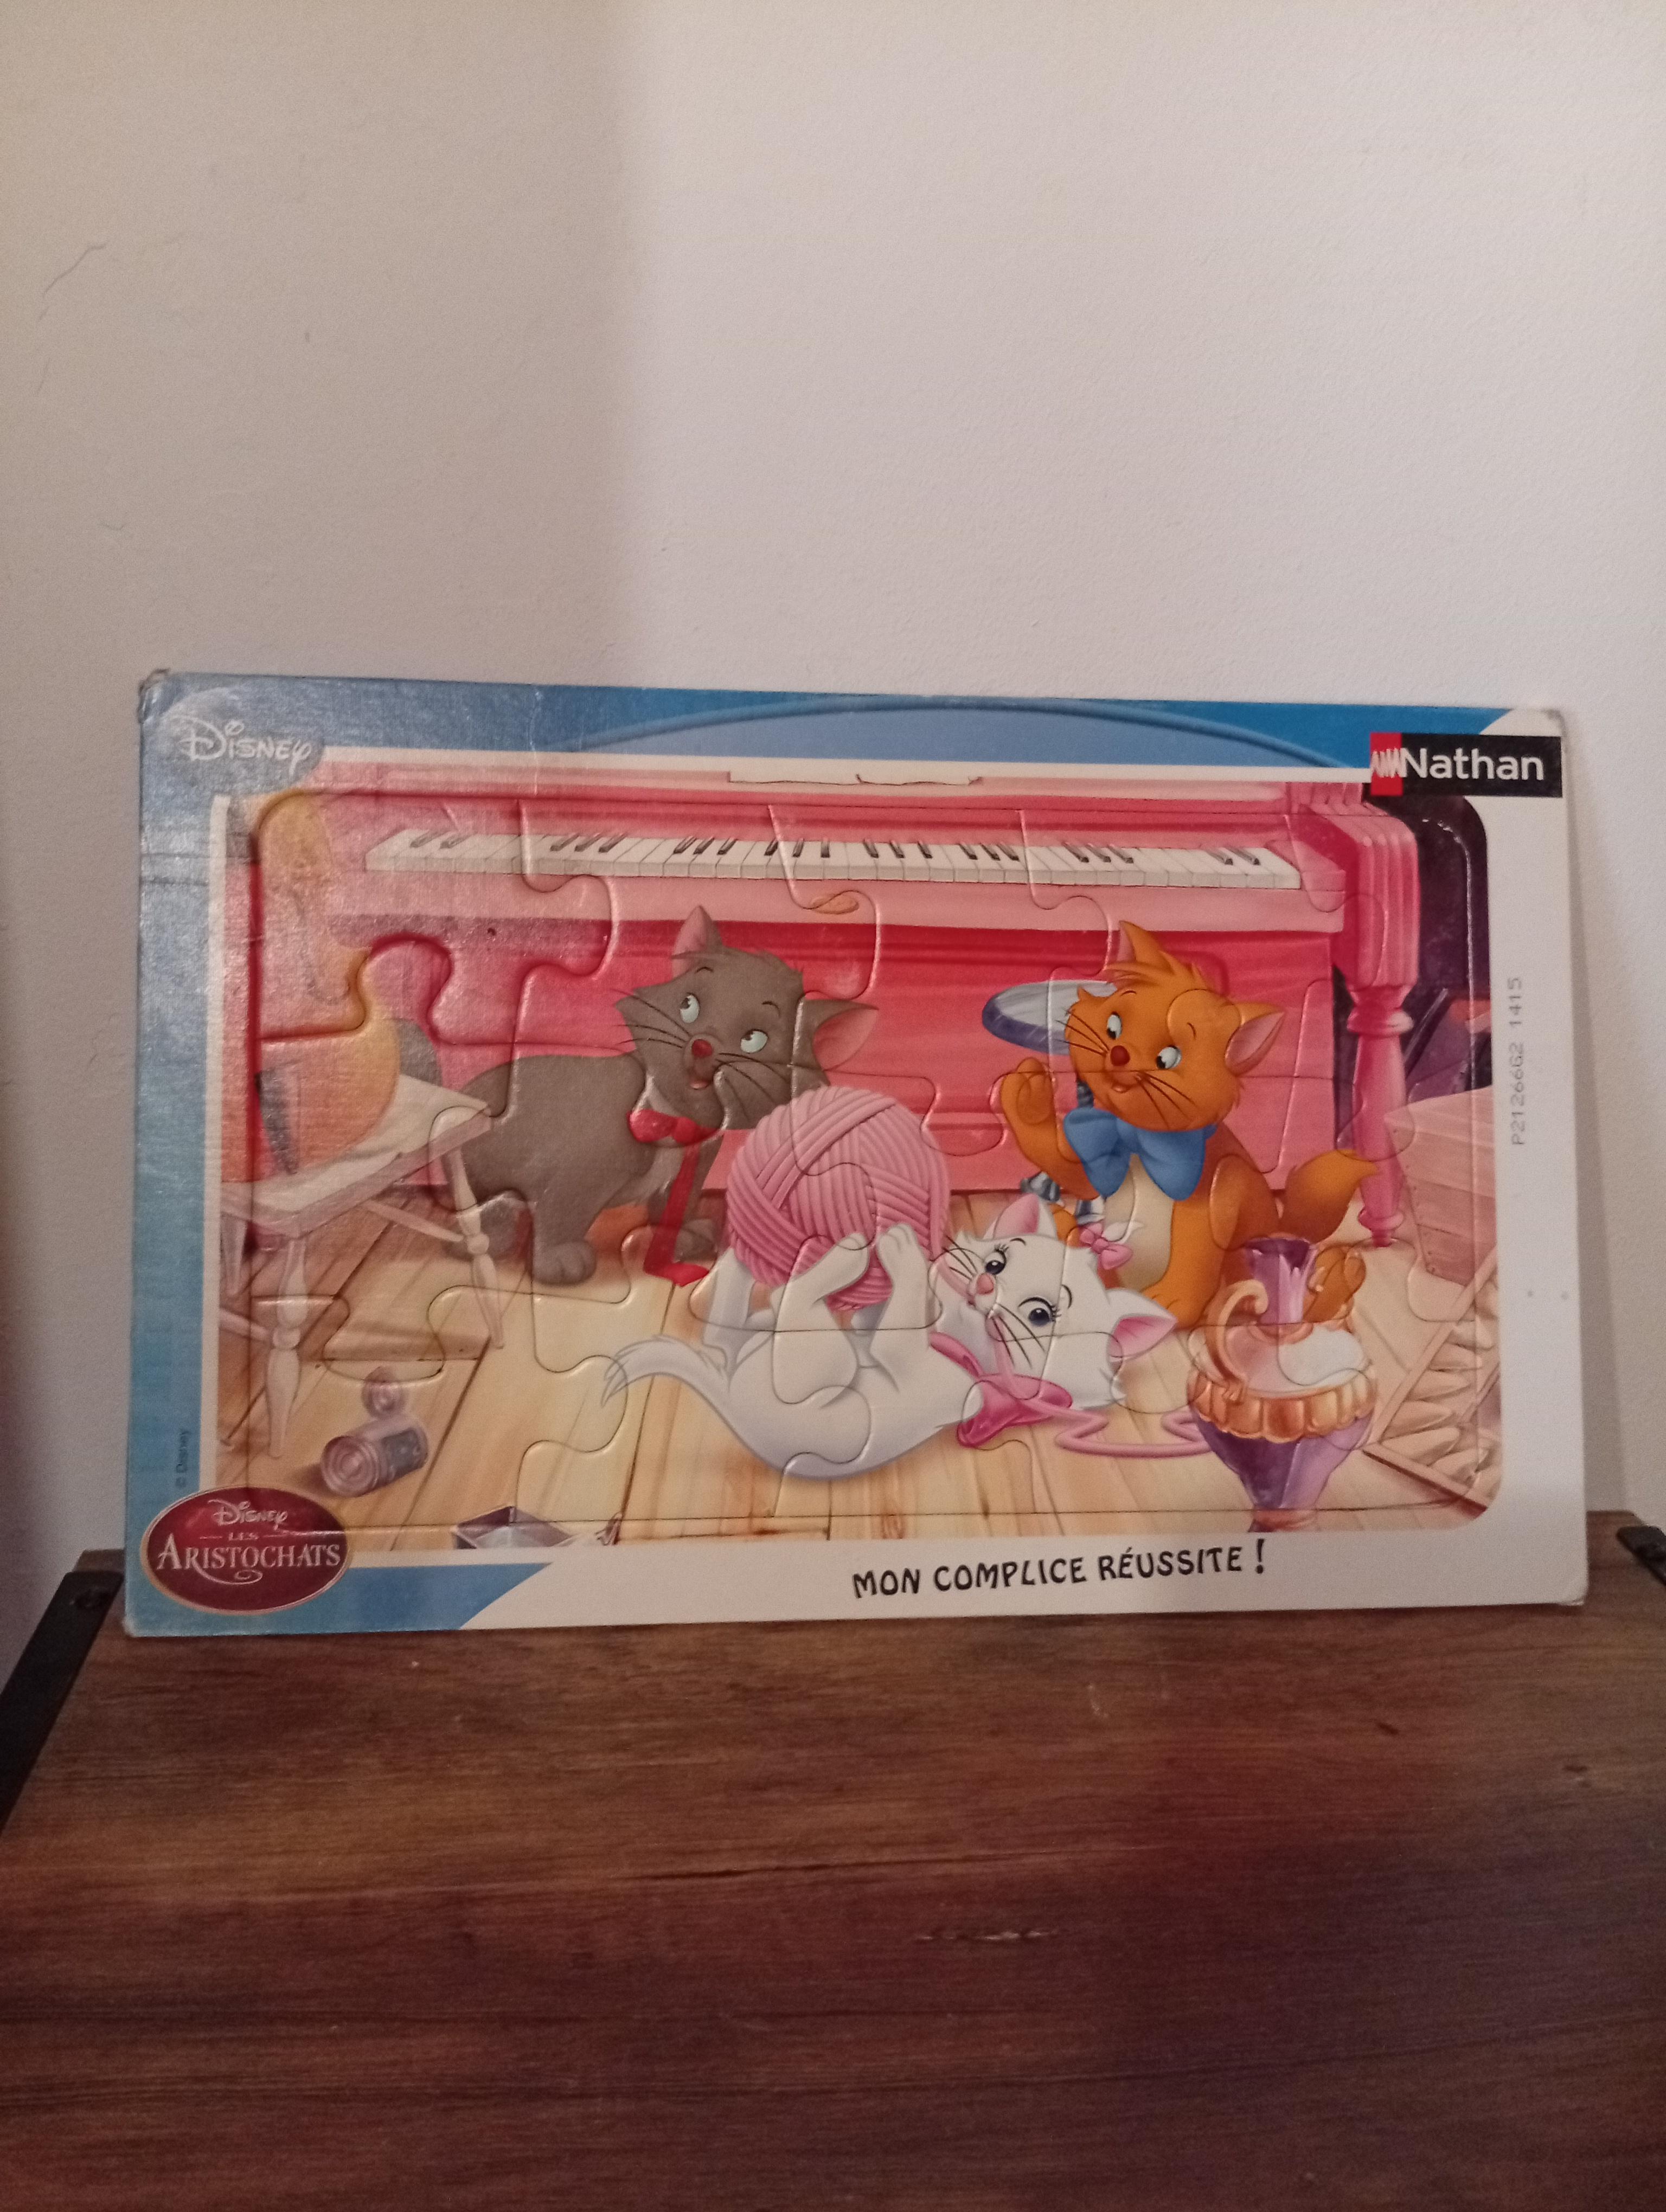 Disney
Nathan
P2126662 1415
© Disney
Disney
LES
ARISTOCHATS
MON COMPLICE RÉUSSITE !